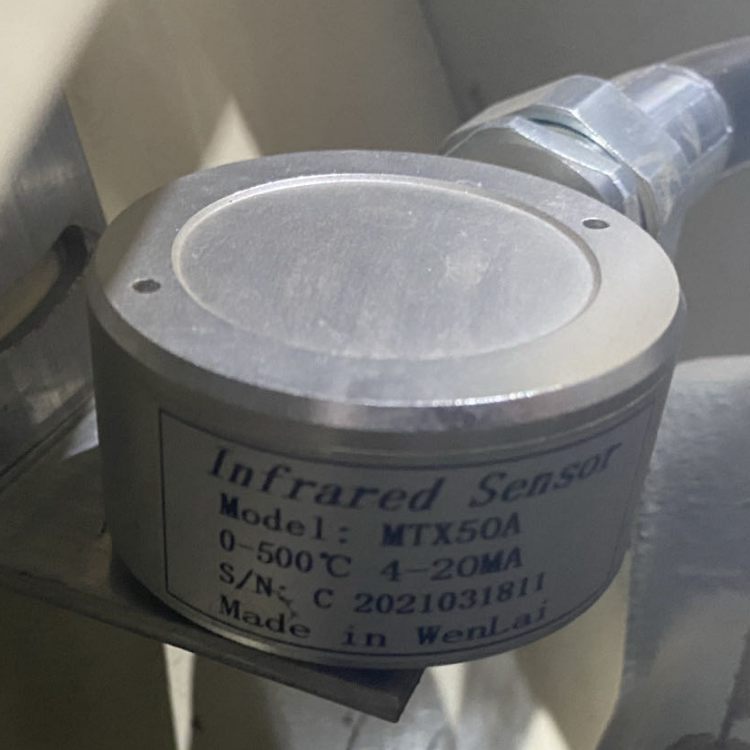 Infrared Sensor
Model: MTX50A
0-500℃ 4-20MA
S/N: C 2021031811
Made in WenLai